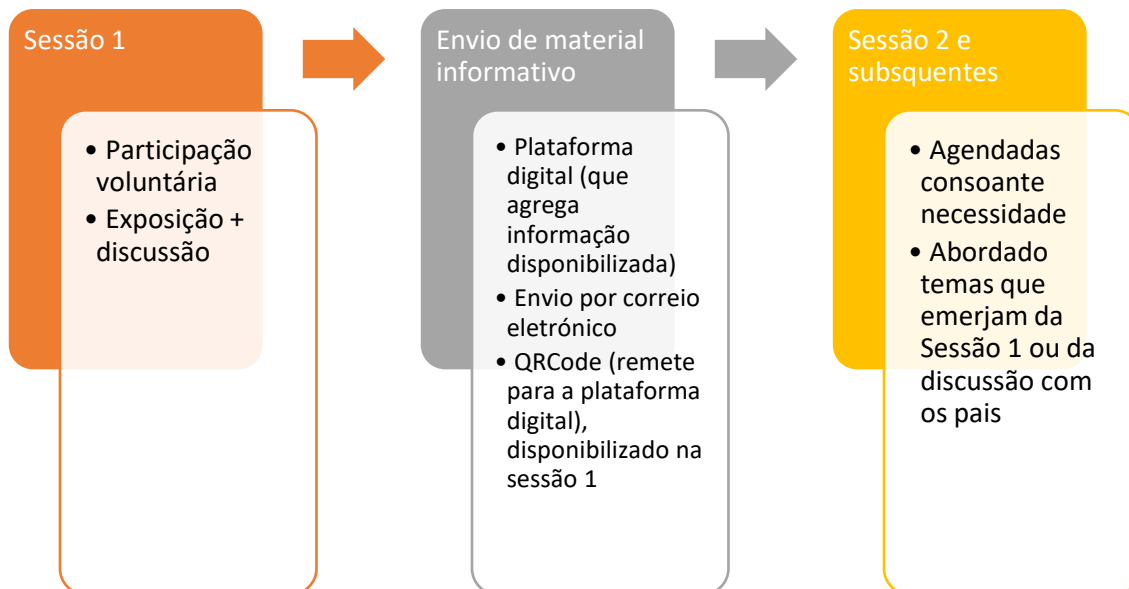 Sessão 1
• Participação
voluntária
• Exposição +
discussão
Envio de material
informativo
• Plataforma
digital (que
agrega
informação
disponibilizada)
• Envio por correio
eletrónico
• QRCode (remete
para a plataforma
digital),
disponibilizado na
sessão 1
Sessão 2 e
subsquentes
• Agendadas
consoante
necessidade
• Abordado
temas que
emerjam da
Sessão 1 ou da
discussão com
os pais